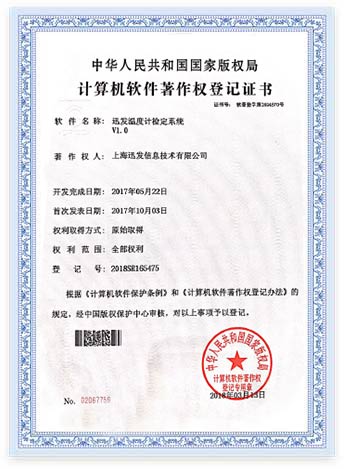 中华人民共和国国家版权局
计算机软件著作权登记证书
证书号: 软著登字第2494570号
软件名称: 迅发温度计检定系统
V1.0
著作权人: 上海迅发信息技术有限公司
开发完成日期: 2017年05月22日
首次发表日期: 2017年10月03日
权利取得方式: 原始取得
权利范围: 全部权利
登记号: 2018SR165475
根据《计算机软件保护条例》和《计算机软件著作权登记办法》的
规定,经中国版权保护中心审核,对以上事项予以登记。
中华人民共和国国家版权局
计算机软件著作权
登记专用章
2018年03月13日
No. 02067759